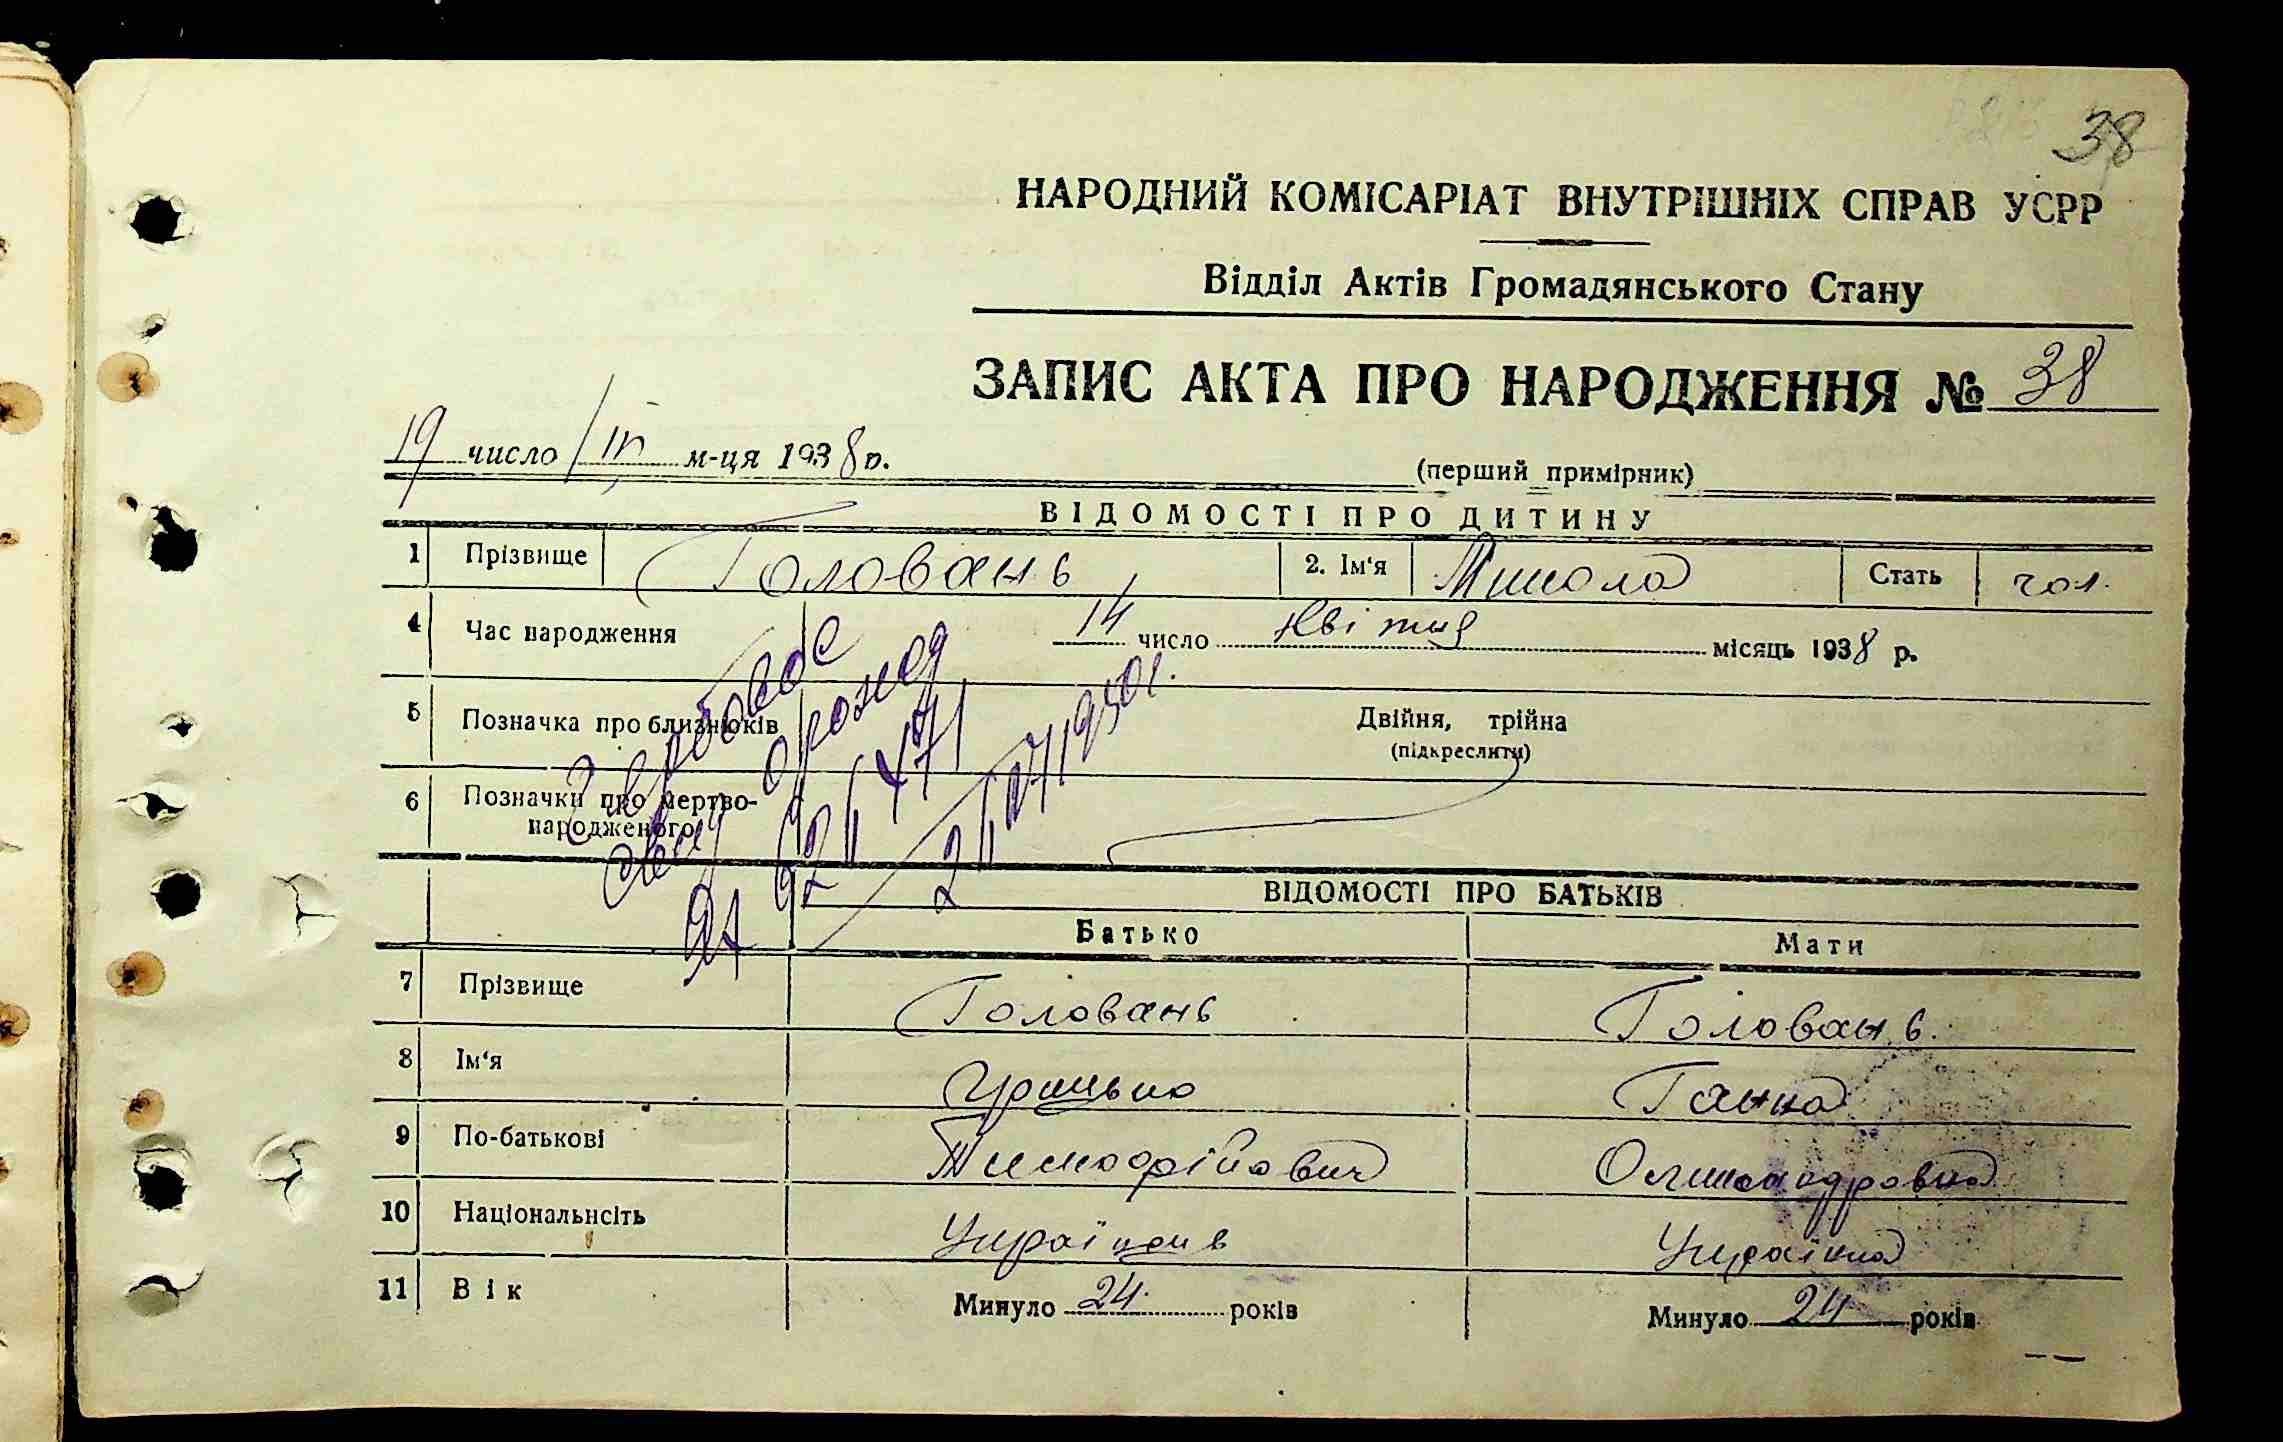 38
НАРОДНИЙ КОМІСАРІАТ ВНУТРІШНІХ СПРАВ УСРР
Відділ Актів Громадянського Стану
ЗАПИС АКТА ПРО НАРОДЖЕННЯ № 38
19 число м-ця 1938 р.
(перший примірник)
ВІДОМОСТІ ПРО ДИТИНУ
1 Прізвище Головань 2. Ім'я Микола Стать чол.
4 Час народження 14 число Квітня місяць 1938 р.
5 Позначка про близнюків Двійня, трійна
(підкреслити)
6 Позначки про мертво-
народженого
ВІДОМОСТІ ПРО БАТЬКІВ
Батько Мати
7 Прізвище Головань Головань
8 Ім'я Грицько Ганна
9 По-батькові Тимофійович Олександровна
10 Національнсіть Українець Українка
11 Вік Минуло 24 років Минуло 24 років